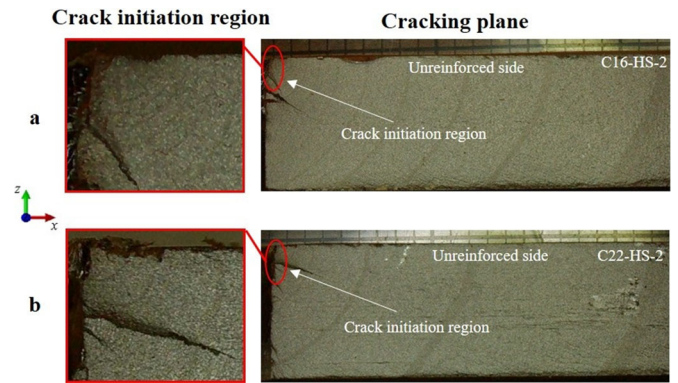 Crack initiation region
Cracking plane
Unreinforced side
C16-HS-2
a
Crack initiation region
z
x
Unreinforced side
C22-HS-2
b
Crack initiation region